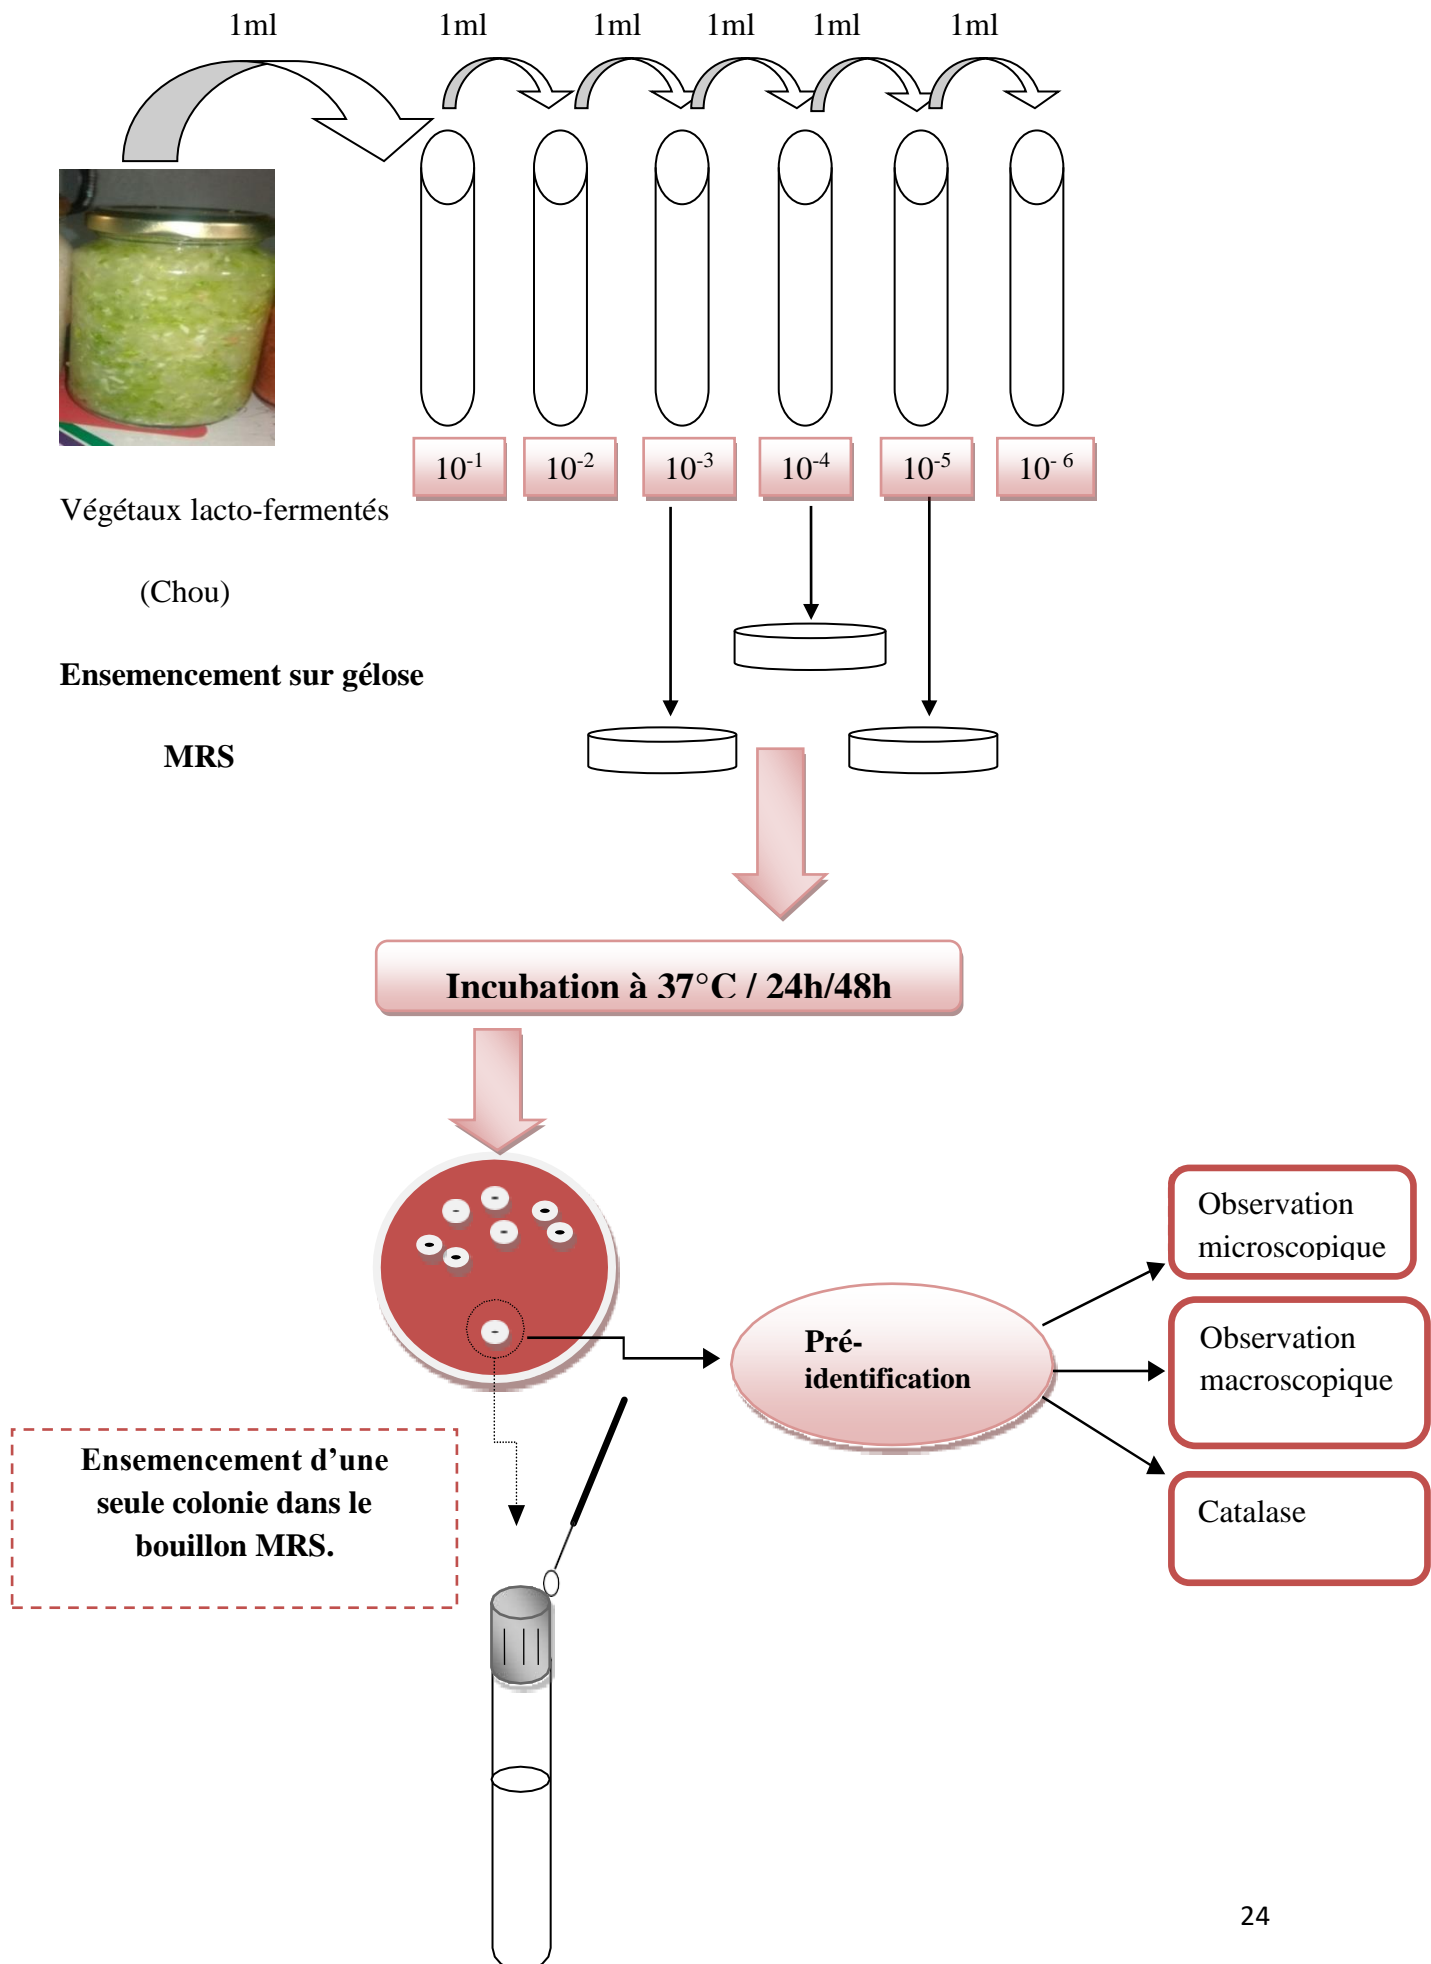 1ml 1ml 1ml 1ml 1ml 1ml
10-1 10-2 10-3 10-4 10-5 10- 6
Végétaux lacto-fermentés
(Chou)
Ensemencement sur gélose
MRS
Incubation à 37°C / 24h/48h
Observation
microscopique
Pré-
identification
Observation
macroscopique
Catalase
Ensemencement d’une
seule colonie dans le
bouillon MRS.
24